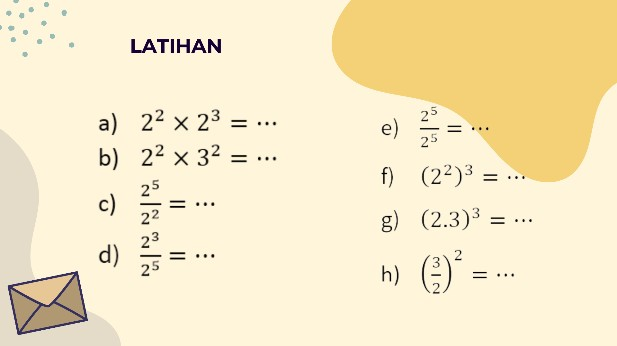 LATIHAN
a) 2² × 2³ = ⋯
b) 2² × 3² = ⋯
c) 2⁵/2² = ⋯
d) 2³/2⁵ = ⋯
e) 2⁵/2⁵ = ⋯
f) (2²)³ = ⋯
g) (2.3)³ = ⋯
h) (3/2)² = ⋯